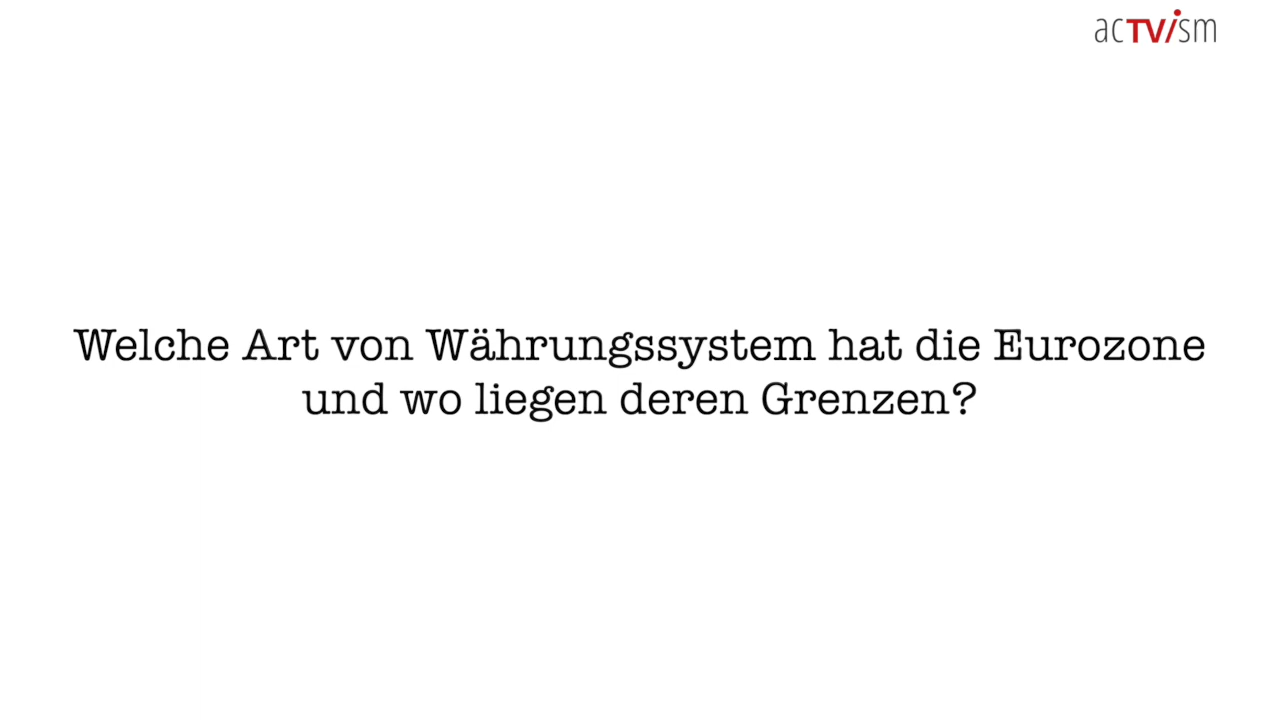 acTVism
Welche Art von Währungssystem hat die Eurozone
und wo liegen deren Grenzen?